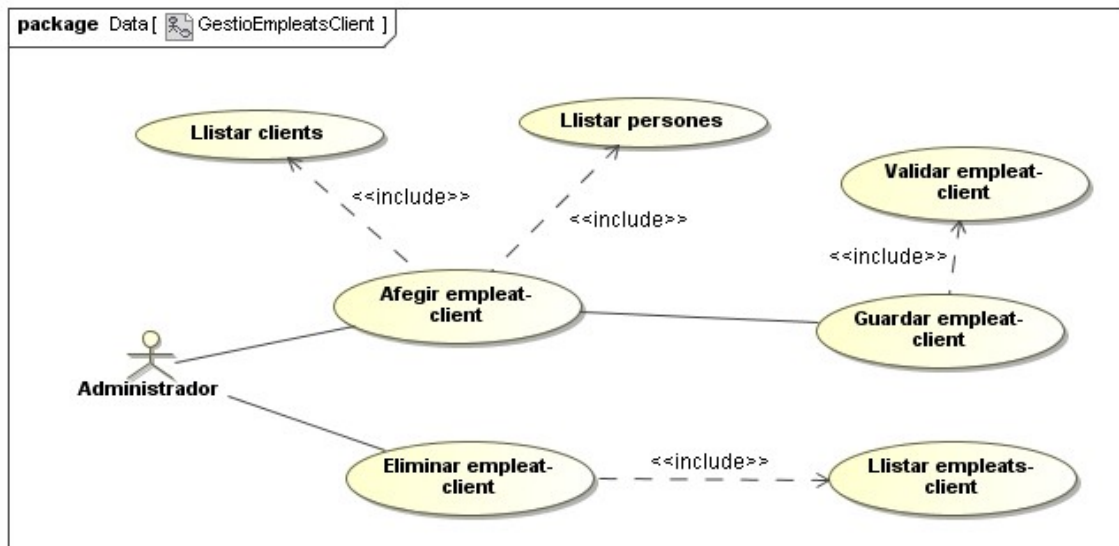 package Data [ GestioEmpleatsClient ]
Llistar clients
Llistar persones
Validar empleat-
client
<<include>>
<<include>>
<<include>>
Afegir empleat-
client
Guardar empleat-
client
Administrador
Eliminar empleat-
client
<<include>>
Llistar empleats-
client